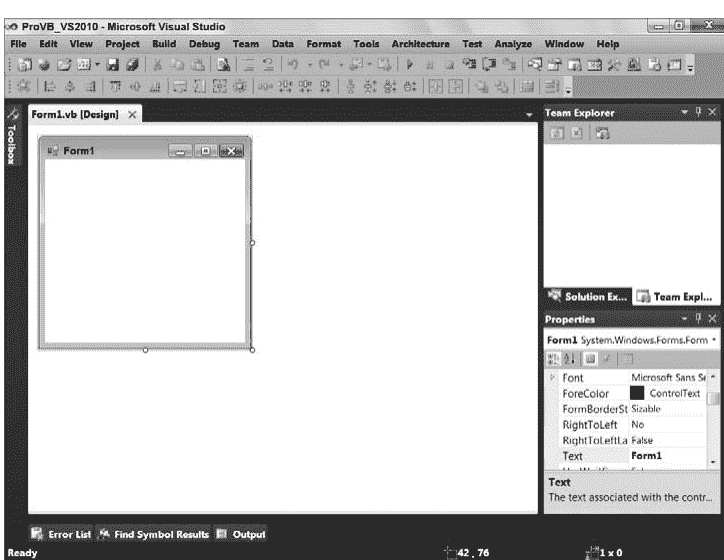 ProVB_VS2010 - Microsoft Visual Studio
File Edit View Project Build Debug Team Data Format Tools Architecture Test Analyze Window Help
Toolbox
Form1.vb [Design]
Form1
Team Explorer
Solution Ex... Team Expl...
Properties
Form1 System.Windows.Forms.Form
Font Microsoft Sans Se
ForeColor ControlText
FormBorderSt Sizable
RightToLeft No
RightToLeftLa False
Text Form1
Text
The text associated with the contr...
Error List Find Symbol Results Output
Ready 42 , 76 1 x 0